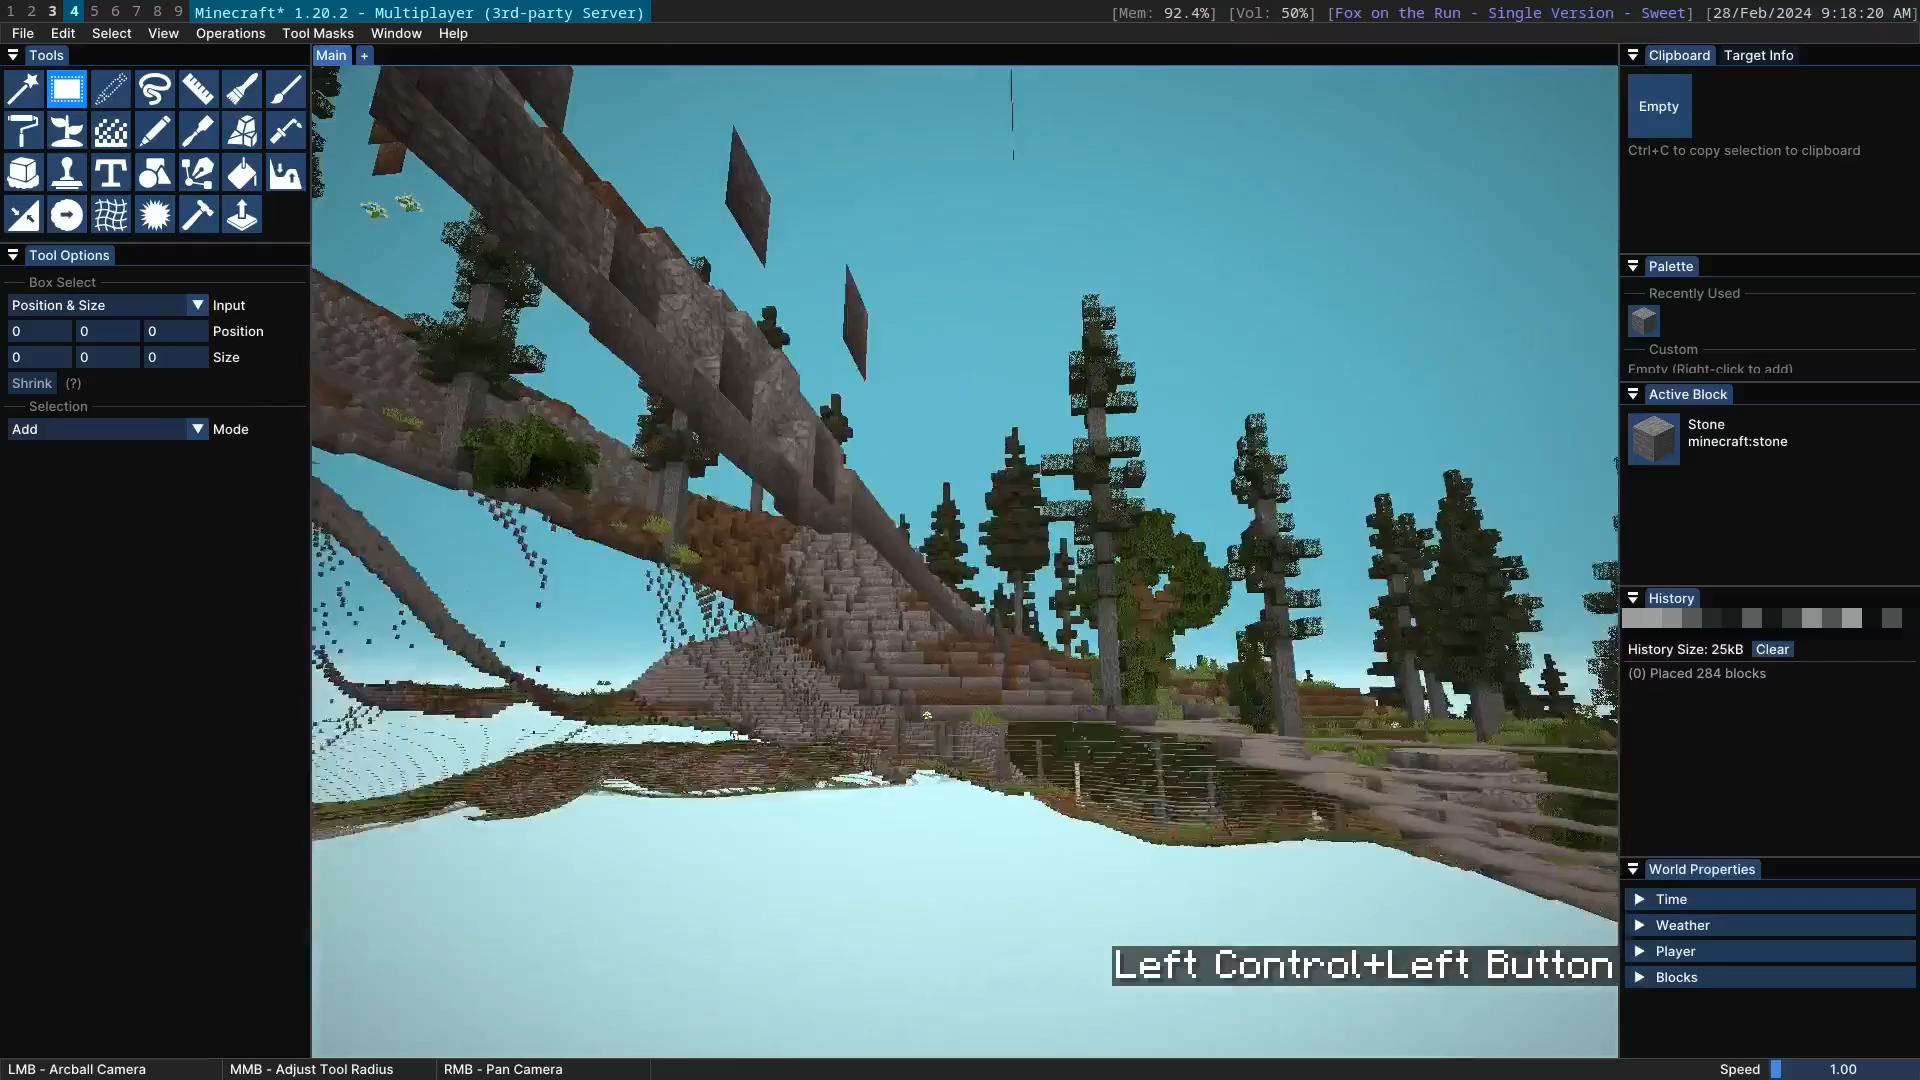 1 2 3 4 5 6 7 8 9 Minecraft* 1.20.2 - Multiplayer (3rd-party Server) [Mem: 92.4%] [Vol: 50%] [Fox on the Run - Single Version - Sweet] [28/Feb/2024 9:18:20 AM]
File Edit Select View Operations Tool Masks Window Help
Tools
Main +
Clipboard Target Info
Empty
Ctrl+C to copy selection to clipboard
Tool Options
Box Select
Position & Size Input
0 0 0 Position
0 0 0 Size
Shrink (?)
Selection
Add Mode
Palette
Recently Used
Custom
Empty (Right-click to add)
Active Block
Stone
minecraft:stone
History
History Size: 25kB Clear
(0) Placed 284 blocks
World Properties
Time
Weather
Player
Blocks
Left Control+Left Button
LMB - Arcball Camera MMB - Adjust Tool Radius RMB - Pan Camera Speed 1.00